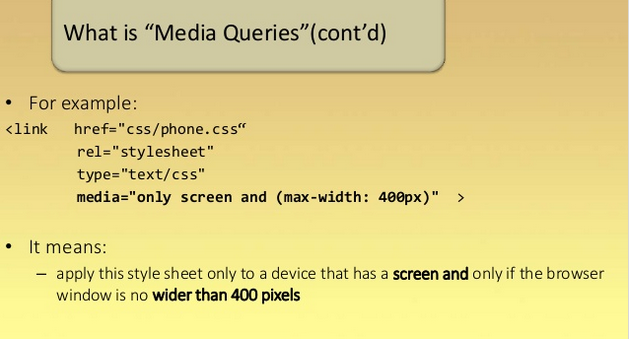 What is “Media Queries”(cont’d)
• For example:
<link   href="css/phone.css“
rel="stylesheet"
type="text/css"
media="only screen and (max-width: 400px)"  >
• It means:
– apply this style sheet only to a device that has a screen and only if the browser
window is no wider than 400 pixels